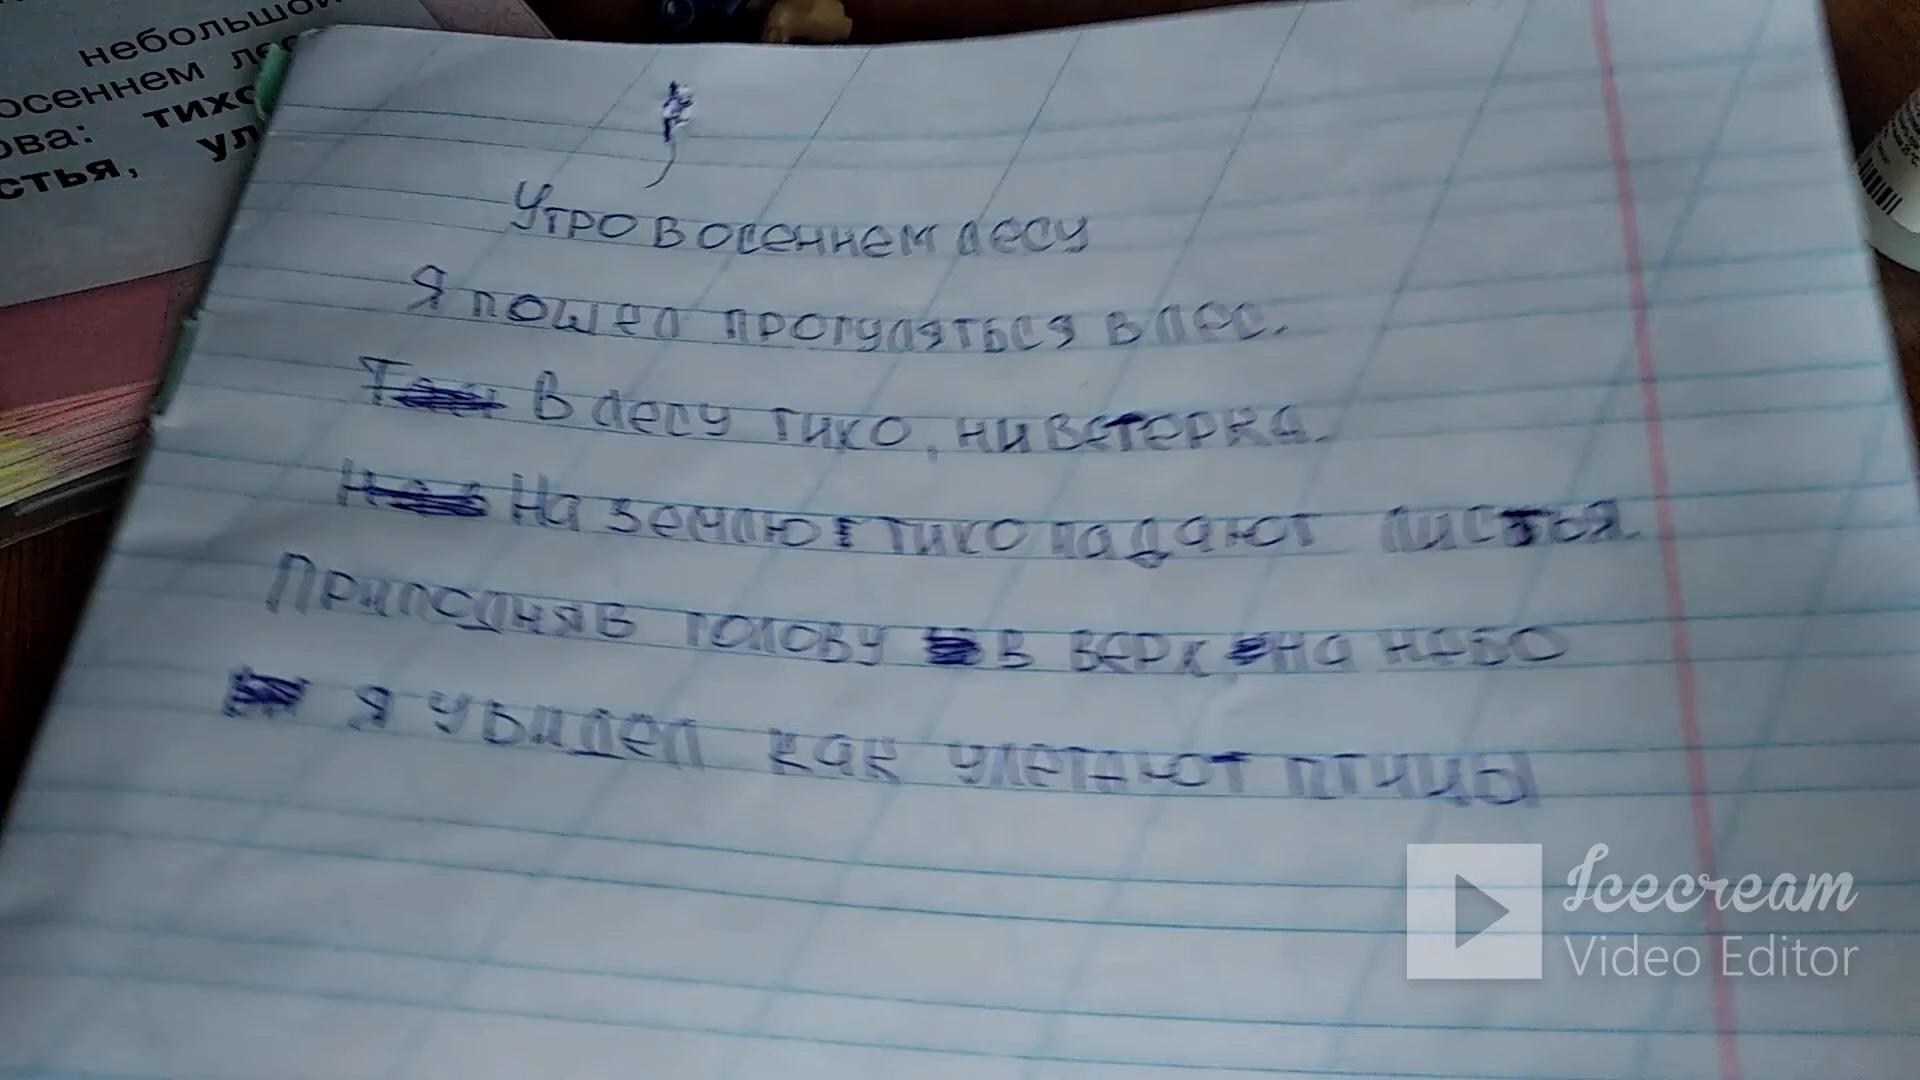 небольшой
осеннем лес
ова: тихо
стья, ул
Утро в осеннем лесу
Я пошел прогуляться в лес.
В лесу тихо, ни ветерка.
На землю тихо падают листья.
Приподняв голову в верх, на небо
я увидел как улетают птицы
Icecream
Video Editor